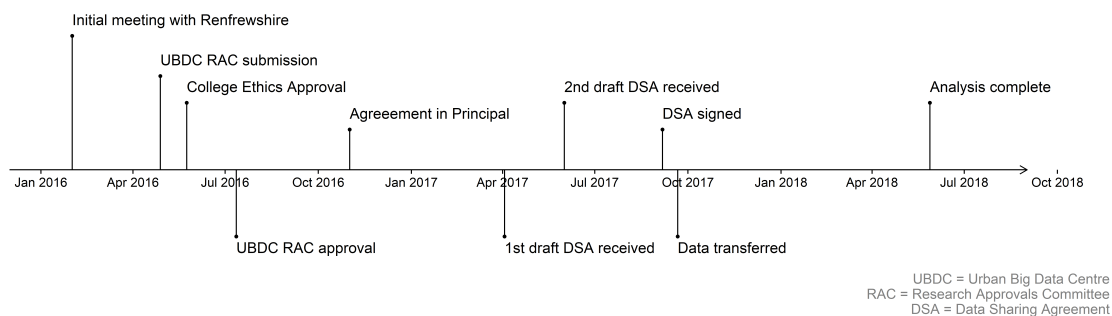 Initial meeting with Renfrewshire
UBDC RAC submission
College Ethics Approval
2nd draft DSA received
Analysis complete
Agreeement in Principal
DSA signed
Jan 2016
Apr 2016
Jul 2016
Oct 2016
Jan 2017
Apr 2017
Jul 2017
Oct 2017
Jan 2018
Apr 2018
Jul 2018
Oct 2018
UBDC RAC approval
1st draft DSA received
Data transferred
UBDC = Urban Big Data Centre
RAC = Research Approvals Committee
DSA = Data Sharing Agreement